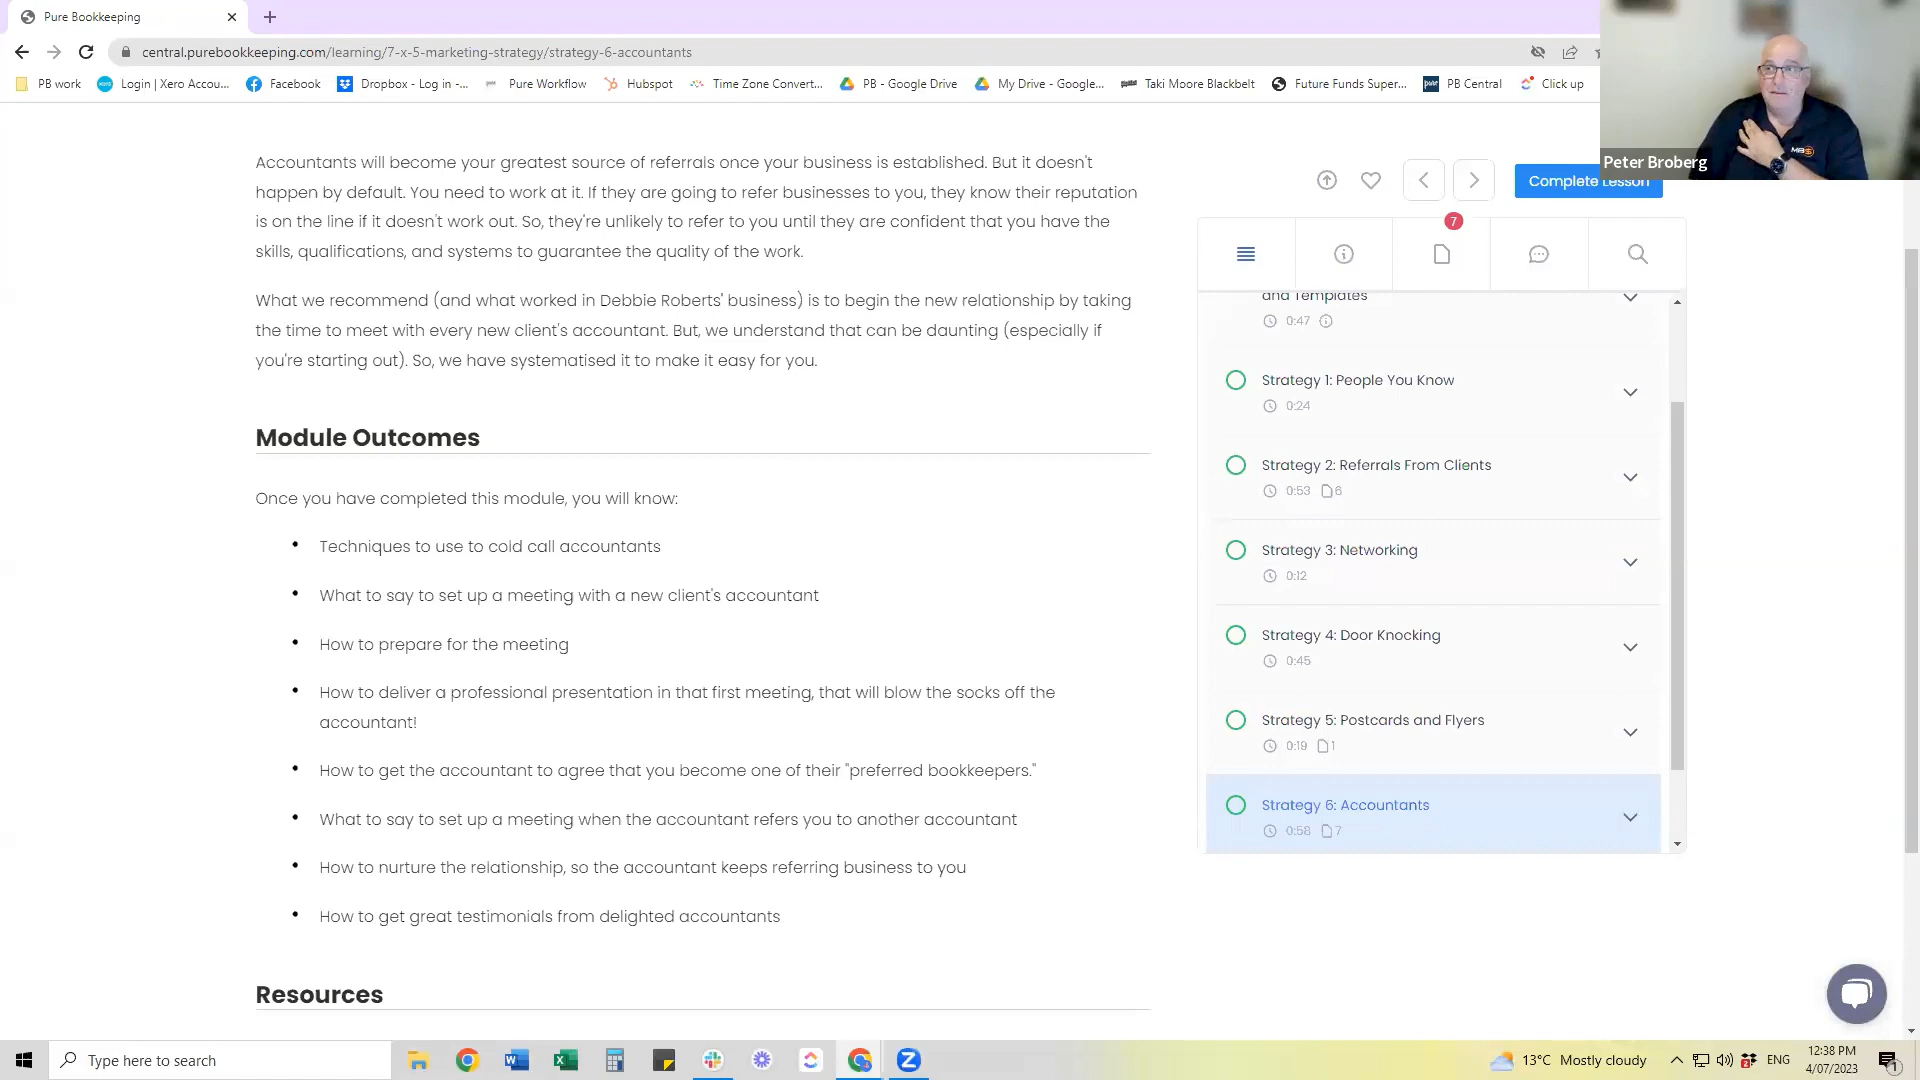 Pure Bookkeeping
central.purebookkeeping.com/learning/7-x-5-marketing-strategy/strategy-6-accountants
PB work
Login | Xero Accou...
Facebook
Dropbox - Log in -...
Pure Workflow
Hubspot
Time Zone Convert...
PB - Google Drive
My Drive - Google...
Taki Moore Blackbelt
Future Funds Super...
PB Central
Click up
MBS
Peter Broberg
Accountants will become your greatest source of referrals once your business is established. But it doesn't
happen by default. You need to work at it. If they are going to refer businesses to you, they know their reputation
is on the line if it doesn't work out. So, they're unlikely to refer to you until they are confident that you have the
skills, qualifications, and systems to guarantee the quality of the work.
What we recommend (and what worked in Debbie Roberts' business) is to begin the new relationship by taking
the time to meet with every new client's accountant. But, we understand that can be daunting (especially if
you're starting out). So, we have systematised it to make it easy for you.
Module Outcomes
Once you have completed this module, you will know:
• Techniques to use to cold call accountants
• What to say to set up a meeting with a new client's accountant
• How to prepare for the meeting
• How to deliver a professional presentation in that first meeting, that will blow the socks off the
accountant!
• How to get the accountant to agree that you become one of their "preferred bookkeepers."
• What to say to set up a meeting when the accountant refers you to another accountant
• How to nurture the relationship, so the accountant keeps referring business to you
• How to get great testimonials from delighted accountants
Resources
Complete Lesson
7
and Templates
0:47
Strategy 1: People You Know
0:24
Strategy 2: Referrals From Clients
0:53 6
Strategy 3: Networking
0:12
Strategy 4: Door Knocking
0:45
Strategy 5: Postcards and Flyers
0:19 1
Strategy 6: Accountants
0:58 7
Type here to search
13°C Mostly cloudy
ENG
12:38 PM
4/07/2023
1